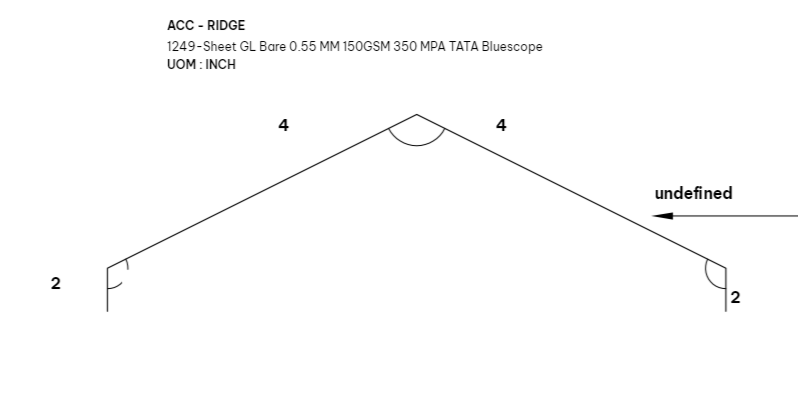 ACC - RIDGE
1249-Sheet GL Bare 0.55 MM 150GSM 350 MPA TATA Bluescope
UOM : INCH
4
4
undefined
2
2